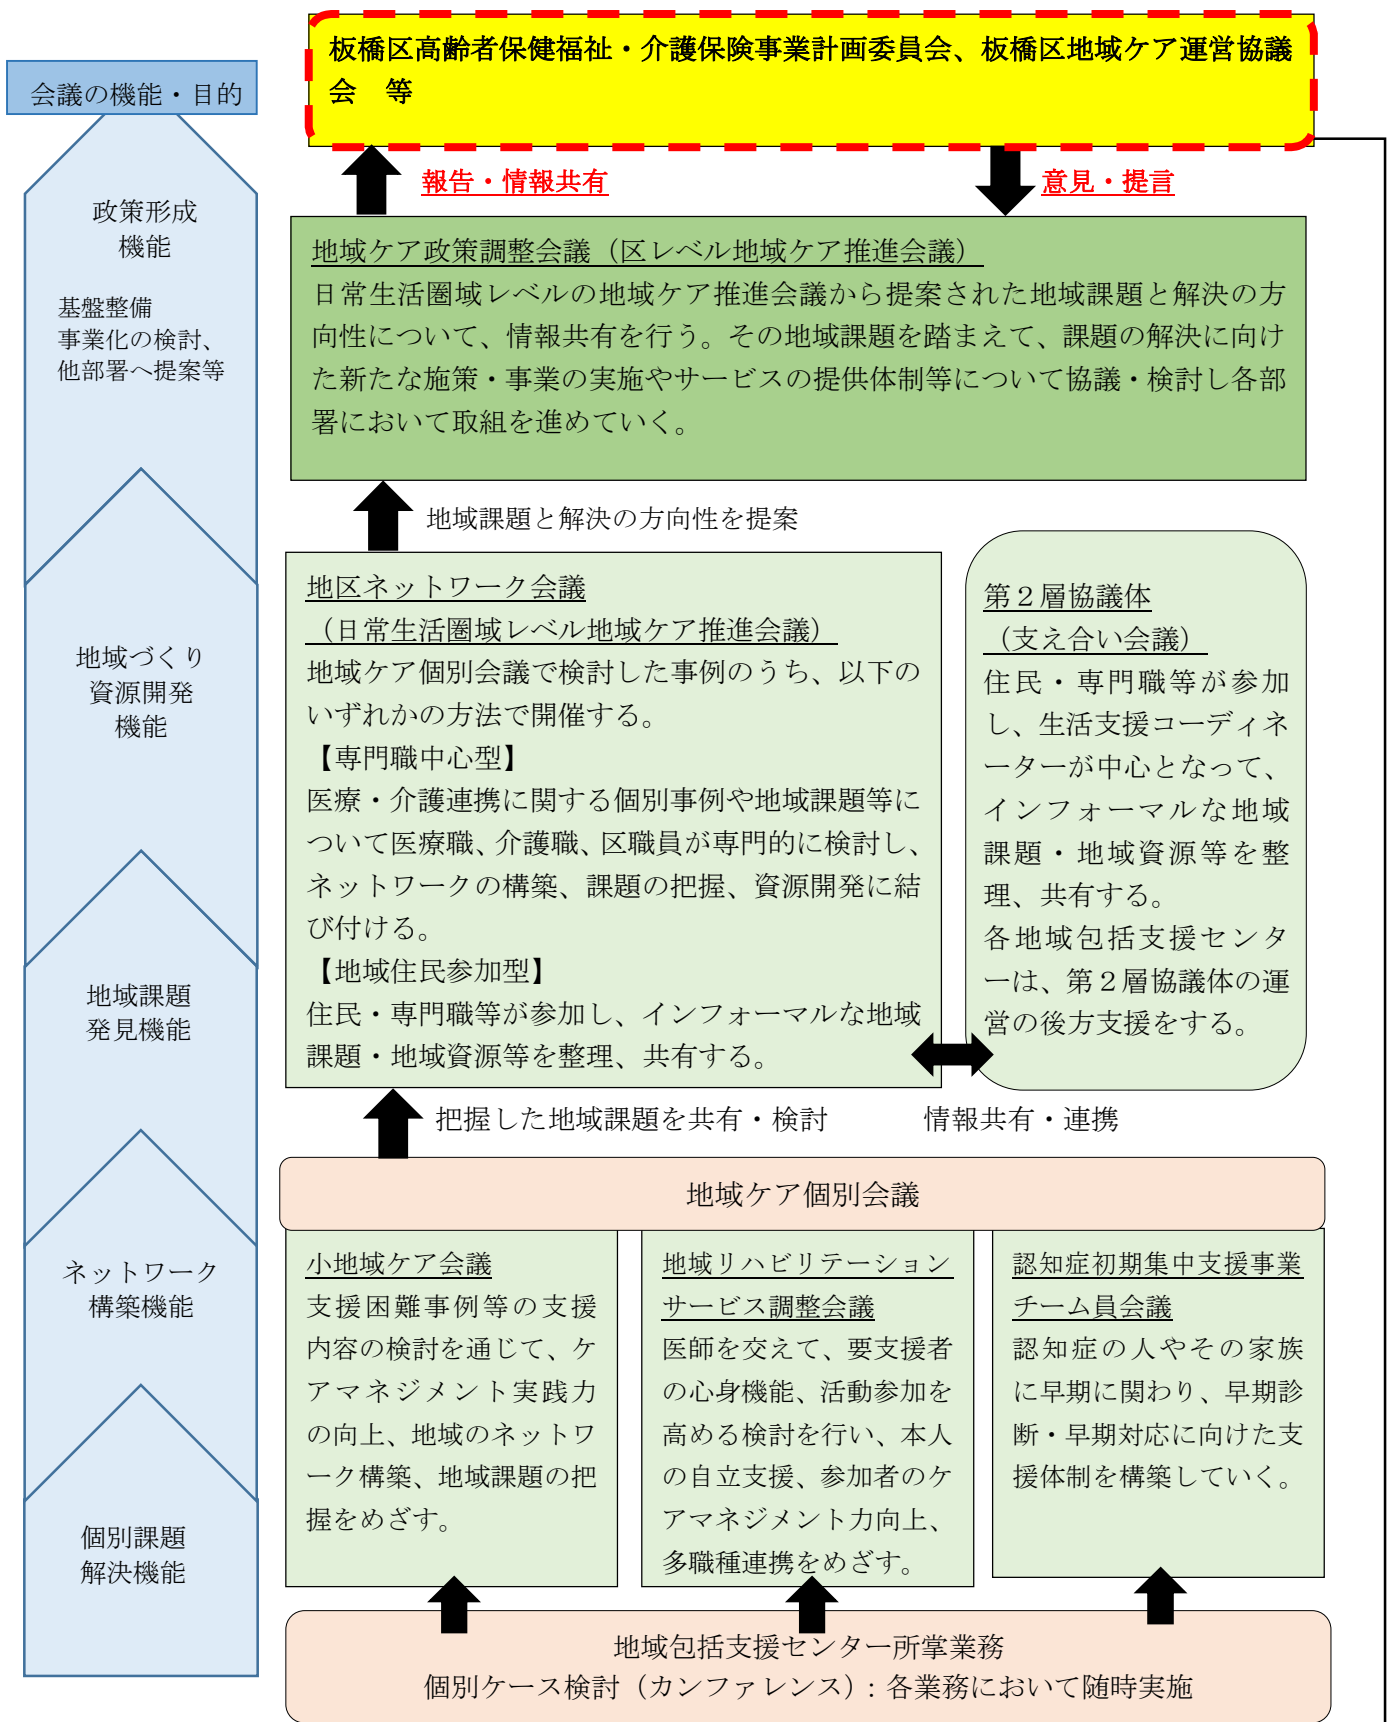 板橋区高齢者保健福祉・介護保険事業計画委員会、板橋区地域ケア運営協議
会　等
会議の機能・目的
報告・情報共有
意見・提言
政策形成
機能
基盤整備
事業化の検討、
他部署へ提案等
地域ケア政策調整会議（区レベル地域ケア推進会議）
日常生活圏域レベルの地域ケア推進会議から提案された地域課題と解決の方
向性について、情報共有を行う。その地域課題を踏まえて、課題の解決に向け
た新たな施策・事業の実施やサービスの提供体制等について協議・検討し各部
署において取組を進めていく。
地域課題と解決の方向性を提案
地域づくり
資源開発
機能
地区ネットワーク会議
（日常生活圏域レベル地域ケア推進会議）
地域ケア個別会議で検討した事例のうち、以下の
いずれかの方法で開催する。
【専門職中心型】
医療・介護連携に関する個別事例や地域課題等に
ついて医療職、介護職、区職員が専門的に検討し、
ネットワークの構築、課題の把握、資源開発に結
び付ける。
【地域住民参加型】
住民・専門職等が参加し、インフォーマルな地域
課題・地域資源等を整理、共有する。
第２層協議体
（支え合い会議）
住民・専門職等が参加
し、生活支援コーディネ
ーターが中心となって、
インフォーマルな地域
課題・地域資源等を整
理、共有する。
各地域包括支援センタ
ーは、第２層協議体の運
営の後方支援をする。
地域課題
発見機能
把握した地域課題を共有・検討
情報共有・連携
地域ケア個別会議
ネットワーク
構築機能
小地域ケア会議
支援困難事例等の支援
内容の検討を通じて、ケ
アマネジメント実践力
の向上、地域のネットワ
ーク構築、地域課題の把
握をめざす。
地域リハビリテーション
サービス調整会議
医師を交えて、要支援者
の心身機能、活動参加を
高める検討を行い、本人
の自立支援、参加者のケ
アマネジメント力向上、
多職種連携をめざす。
認知症初期集中支援事業
チーム員会議
認知症の人やその家族
に早期に関わり、早期診
断・早期対応に向けた支
援体制を構築していく。
個別課題
解決機能
地域包括支援センター所掌業務
個別ケース検討（カンファレンス）：各業務において随時実施